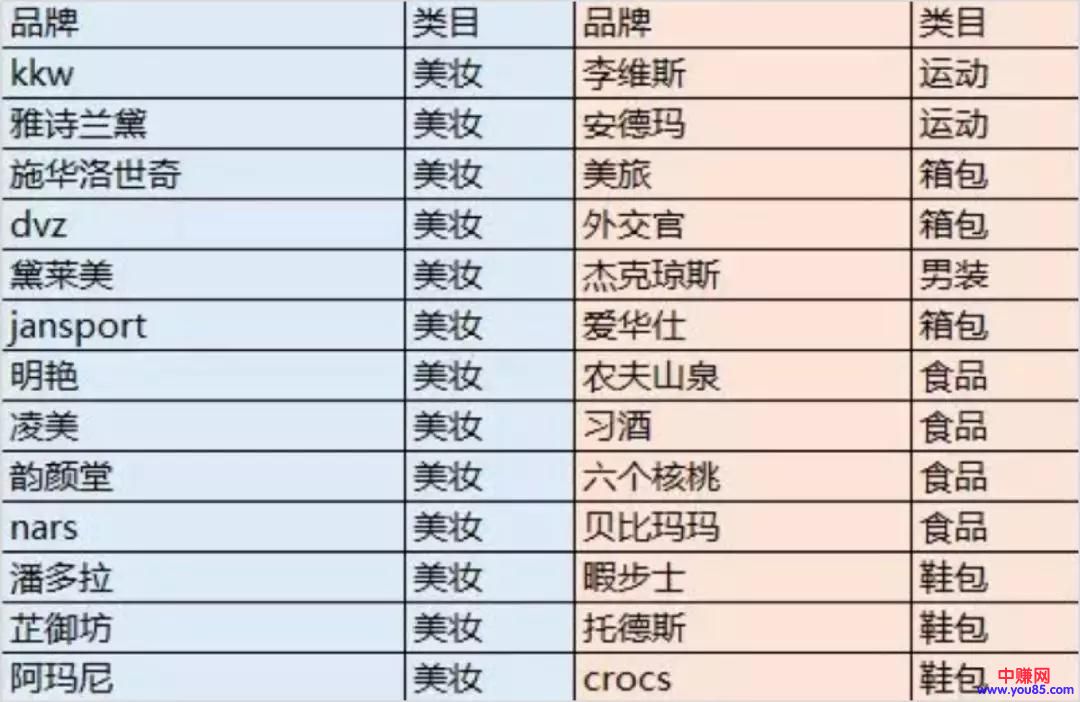 品牌 类目 品牌 类目
kkw 美妆 李维斯 运动
雅诗兰黛 美妆 安德玛 运动
施华洛世奇 美妆 美旅 箱包
dvz 美妆 外交官 箱包
黛莱美 美妆 杰克琼斯 男装
jansport 美妆 爱华仕 箱包
明艳 美妆 农夫山泉 食品
凌美 美妆 习酒 食品
韵颜堂 美妆 六个核桃 食品
nars 美妆 贝比玛玛 食品
潘多拉 美妆 暇步士 鞋包
芷御坊 美妆 托德斯 鞋包
阿玛尼 美妆 crocs 鞋包
中赚网
www.you85.com